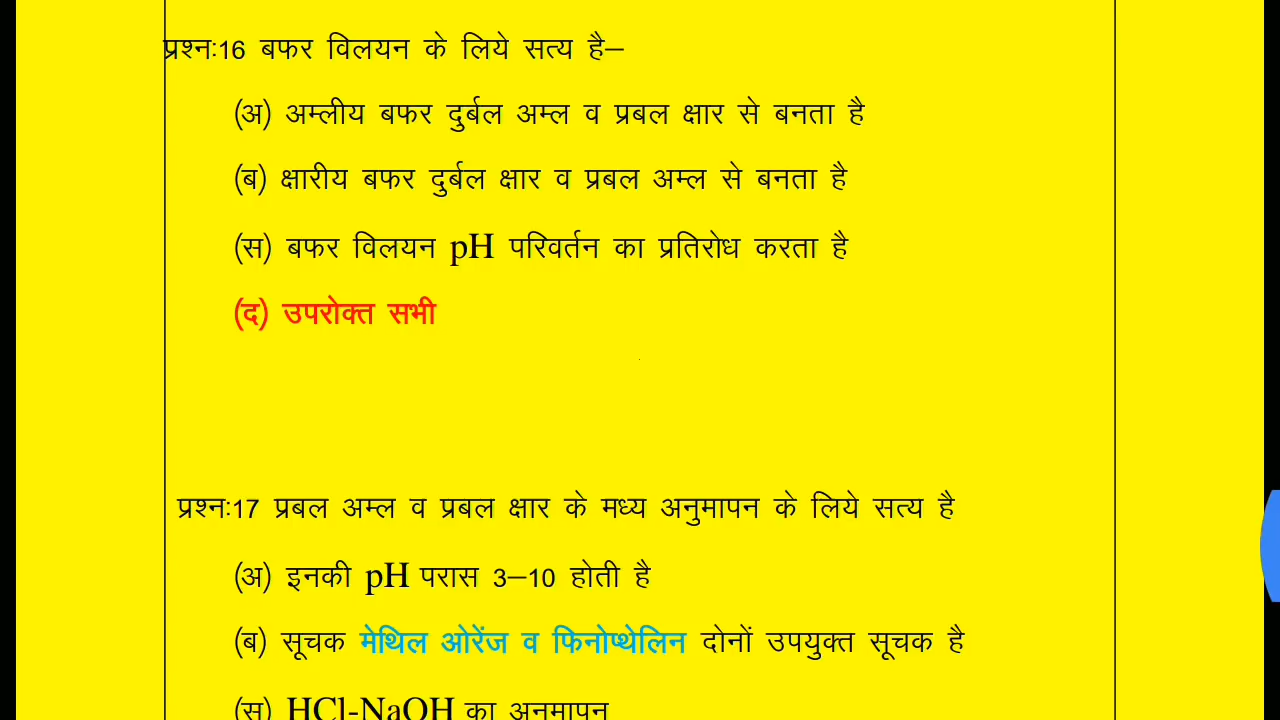 प्रश्नः16 बफर विलयन के लिये सत्य है–
(अ) अम्लीय बफर दुर्बल अम्ल व प्रबल क्षार से बनता है
(ब) क्षारीय बफर दुर्बल क्षार व प्रबल अम्ल से बनता है
(स) बफर विलयन pH परिवर्तन का प्रतिरोध करता है
(द) उपरोक्त सभी
प्रश्नः17 प्रबल अम्ल व प्रबल क्षार के मध्य अनुमापन के लिये सत्य है
(अ) इनकी pH परास 3–10 होती है
(ब) सूचक मेथिल ओरेंज व फिनोप्थेलिन दोनों उपयुक्त सूचक है
(स) HCl-NaOH का अनुमापन